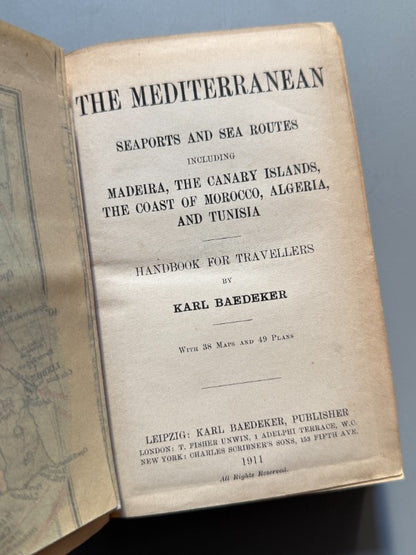 THE MEDITERRANEAN
SEAPORTS AND SEA ROUTES
INCLUDING
MADEIRA, THE CANARY ISLANDS,
THE COAST OF MOROCCO, ALGERIA,
AND TUNISIA
HANDBOOK FOR TRAVELLERS
BY
KARL BAEDEKER
WITH 38 MAPS AND 49 PLANS
LEIPZIG: KARL BAEDEKER, PUBLISHER
LONDON: T. FISHER UNWIN, 1 ADELPHI TERRACE, W.C.
NEW YORK: CHARLES SCRIBNER'S SONS, 153 FIFTH AVE.
1911
All Rights Reserved.